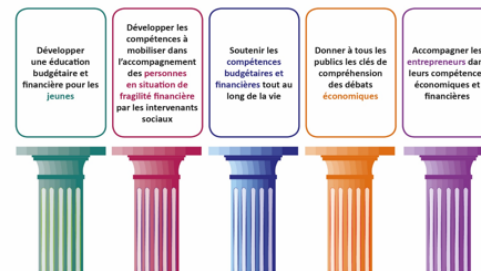 Développer
une éducation
budgétaire et
financière pour les
jeunes
Développer les
compétences à
mobiliser dans
l'accompagnement
des personnes
en situation de
fragilité financière
par les intervenants
sociaux
Soutenir les
compétences
budgétaires et
financières tout au
long de la vie
Donner à tous les
publics les clés de
compréhension
des débats
économiques
Accompagner les
entrepreneurs dan
leurs compétence
économiques et
financières